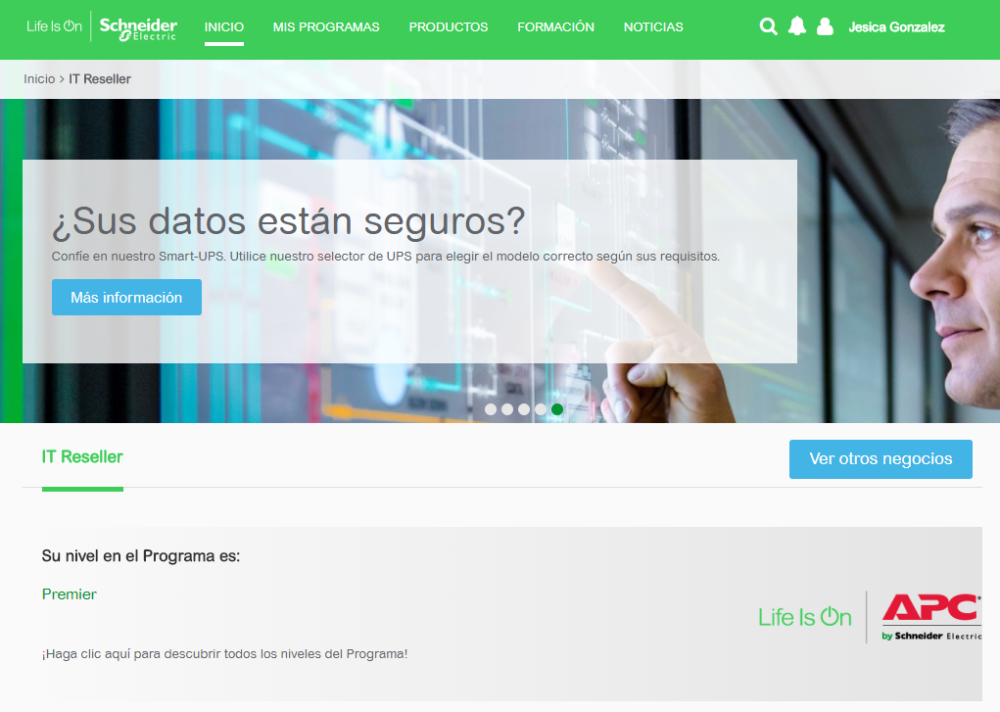 Life Is On Schneider Electric INICIO MIS PROGRAMAS PRODUCTOS FORMACIÓN NOTICIAS Jesica Gonzalez
Inicio > IT Reseller
¿Sus datos están seguros?
Confíe en nuestro Smart-UPS. Utilice nuestro selector de UPS para elegir el modelo correcto según sus requisitos.
Más información
IT Reseller
Ver otros negocios
Su nivel en el Programa es:
Premier
Life Is On
APC
by Schneider Electric
¡Haga clic aquí para descubrir todos los niveles del Programa!